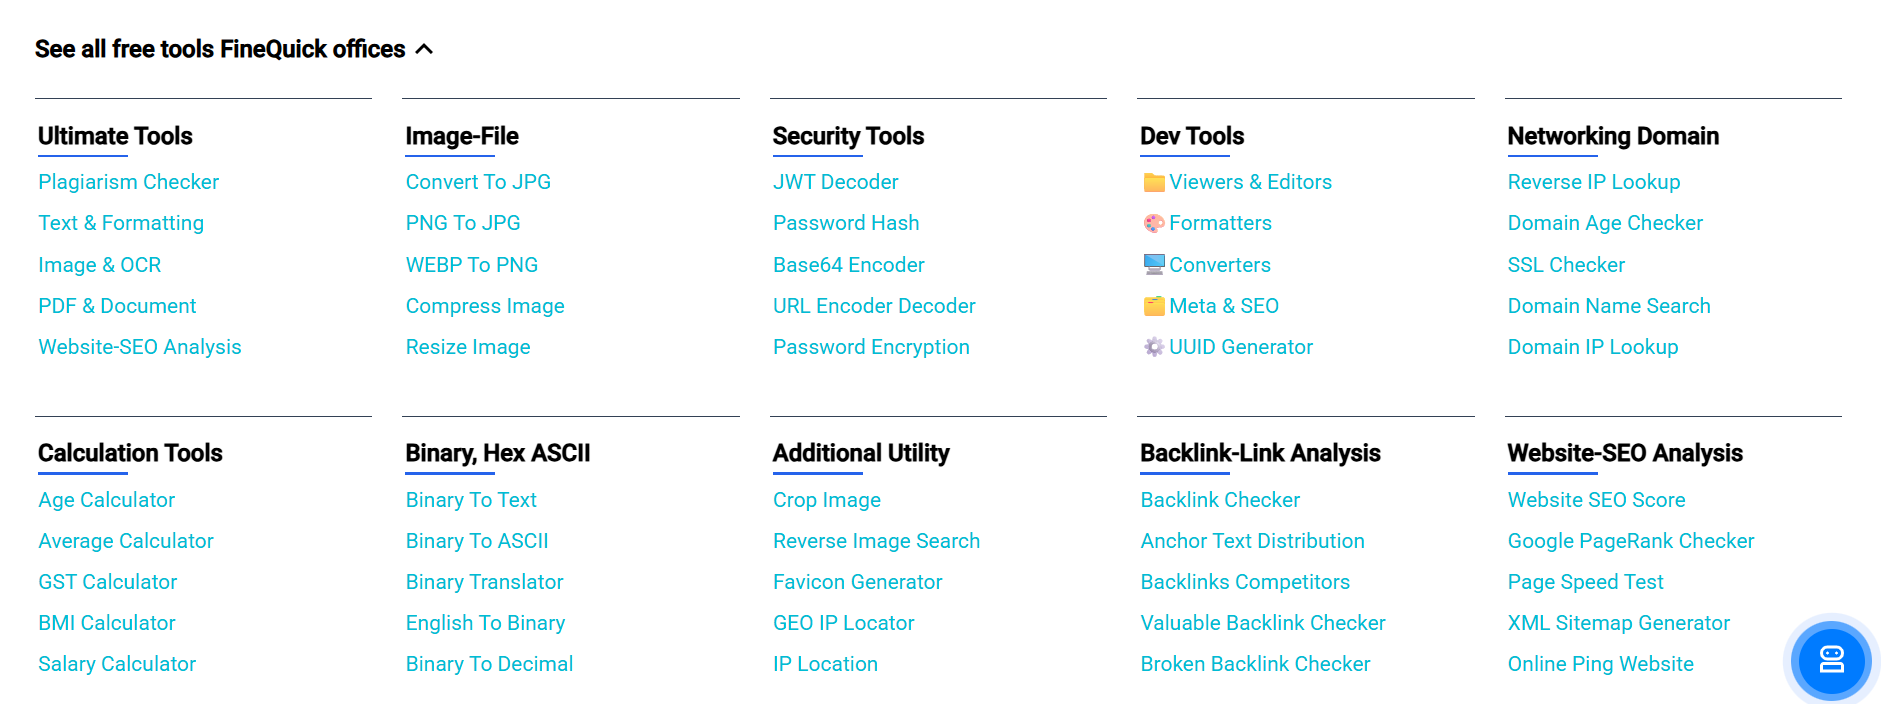 See all free tools FineQuick offices
Ultimate Tools
Plagiarism Checker
Text & Formatting
Image & OCR
PDF & Document
Website-SEO Analysis
Image-File
Convert To JPG
PNG To JPG
WEBP To PNG
Compress Image
Resize Image
Security Tools
JWT Decoder
Password Hash
Base64 Encoder
URL Encoder Decoder
Password Encryption
Dev Tools
Viewers & Editors
Formatters
Converters
Meta & SEO
UUID Generator
Networking Domain
Reverse IP Lookup
Domain Age Checker
SSL Checker
Domain Name Search
Domain IP Lookup
Calculation Tools
Age Calculator
Average Calculator
GST Calculator
BMI Calculator
Salary Calculator
Binary, Hex ASCII
Binary To Text
Binary To ASCII
Binary Translator
English To Binary
Binary To Decimal
Additional Utility
Crop Image
Reverse Image Search
Favicon Generator
GEO IP Locator
IP Location
Backlink-Link Analysis
Backlink Checker
Anchor Text Distribution
Backlinks Competitors
Valuable Backlink Checker
Broken Backlink Checker
Website-SEO Analysis
Website SEO Score
Google PageRank Checker
Page Speed Test
XML Sitemap Generator
Online Ping Website